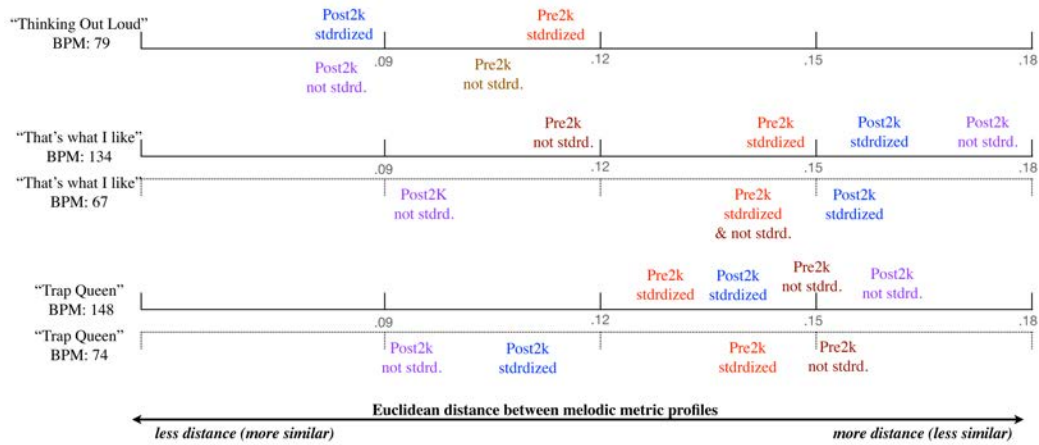 Post2k Pre2k
“Thinking Out Loud” stdrdized stdrdized
BPM: 79
.09 .12 .15 .18
Post2k Pre2k
not stdrd. not stdrd.
Pre2k Pre2k Post2k Post2k
“That’s what I like” not stdrd. stdrdized stdrdized not stdrd.
BPM: 134
.09 .12 .15 .18
“That’s what I like”
BPM: 67
Post2K Pre2k Post2k
not stdrd. stdrdized stdrdized
& not stdrd.
Pre2k Post2k Pre2k Post2k
“Trap Queen” stdrdized stdrdized not stdrd. not stdrd.
BPM: 148
.09 .12 .15 .18
“Trap Queen”
BPM: 74
Post2k Post2k Pre2k Pre2k
not stdrd. stdrdized stdrdized not stdrd.
Euclidean distance between melodic metric profiles
less distance (more similar) more distance (less similar)